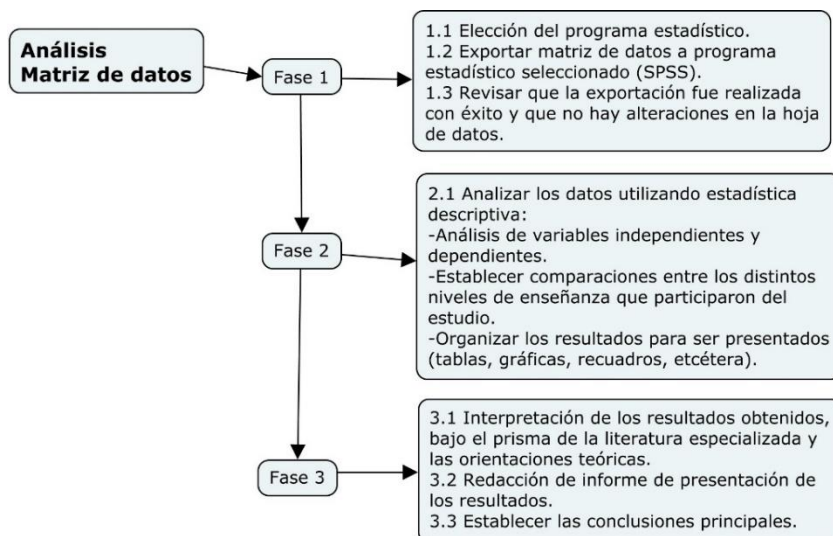 Análisis
Matriz de datos
Fase 1
1.1 Elección del programa estadístico.
1.2 Exportar matriz de datos a programa
estadístico seleccionado (SPSS).
1.3 Revisar que la exportación fue realizada
con éxito y que no hay alteraciones en la hoja
de datos.
Fase 2
2.1 Analizar los datos utilizando estadística
descriptiva:
-Análisis de variables independientes y
dependientes.
-Establecer comparaciones entre los distintos
niveles de enseñanza que participaron del
estudio.
-Organizar los resultados para ser presentados
(tablas, gráficas, recuadros, etcétera).
Fase 3
3.1 Interpretación de los resultados obtenidos,
bajo el prisma de la literatura especializada y
las orientaciones teóricas.
3.2 Redacción de informe de presentación de
los resultados.
3.3 Establecer las conclusiones principales.